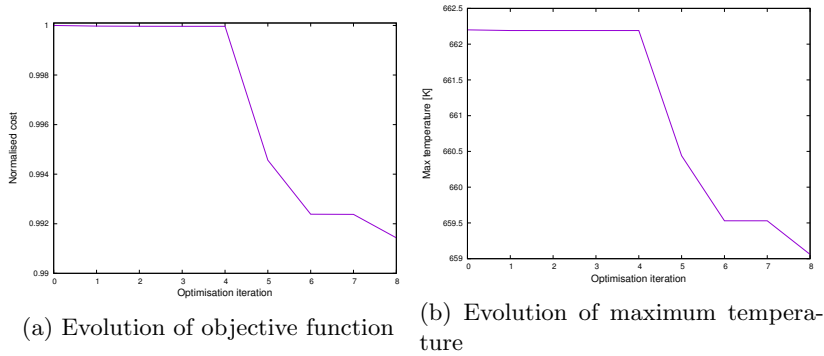 1
0.998
0.996
0.994
0.992
0.99
Normalised cost
0 1 2 3 4 5 6 7 8
Optimisation iteration
(a) Evolution of objective function
662.5
662
661.5
661
660.5
660
659.5
659
Max temperature [K]
0 1 2 3 4 5 6 7 8
Optimisation iteration
(b) Evolution of maximum tempera-
ture